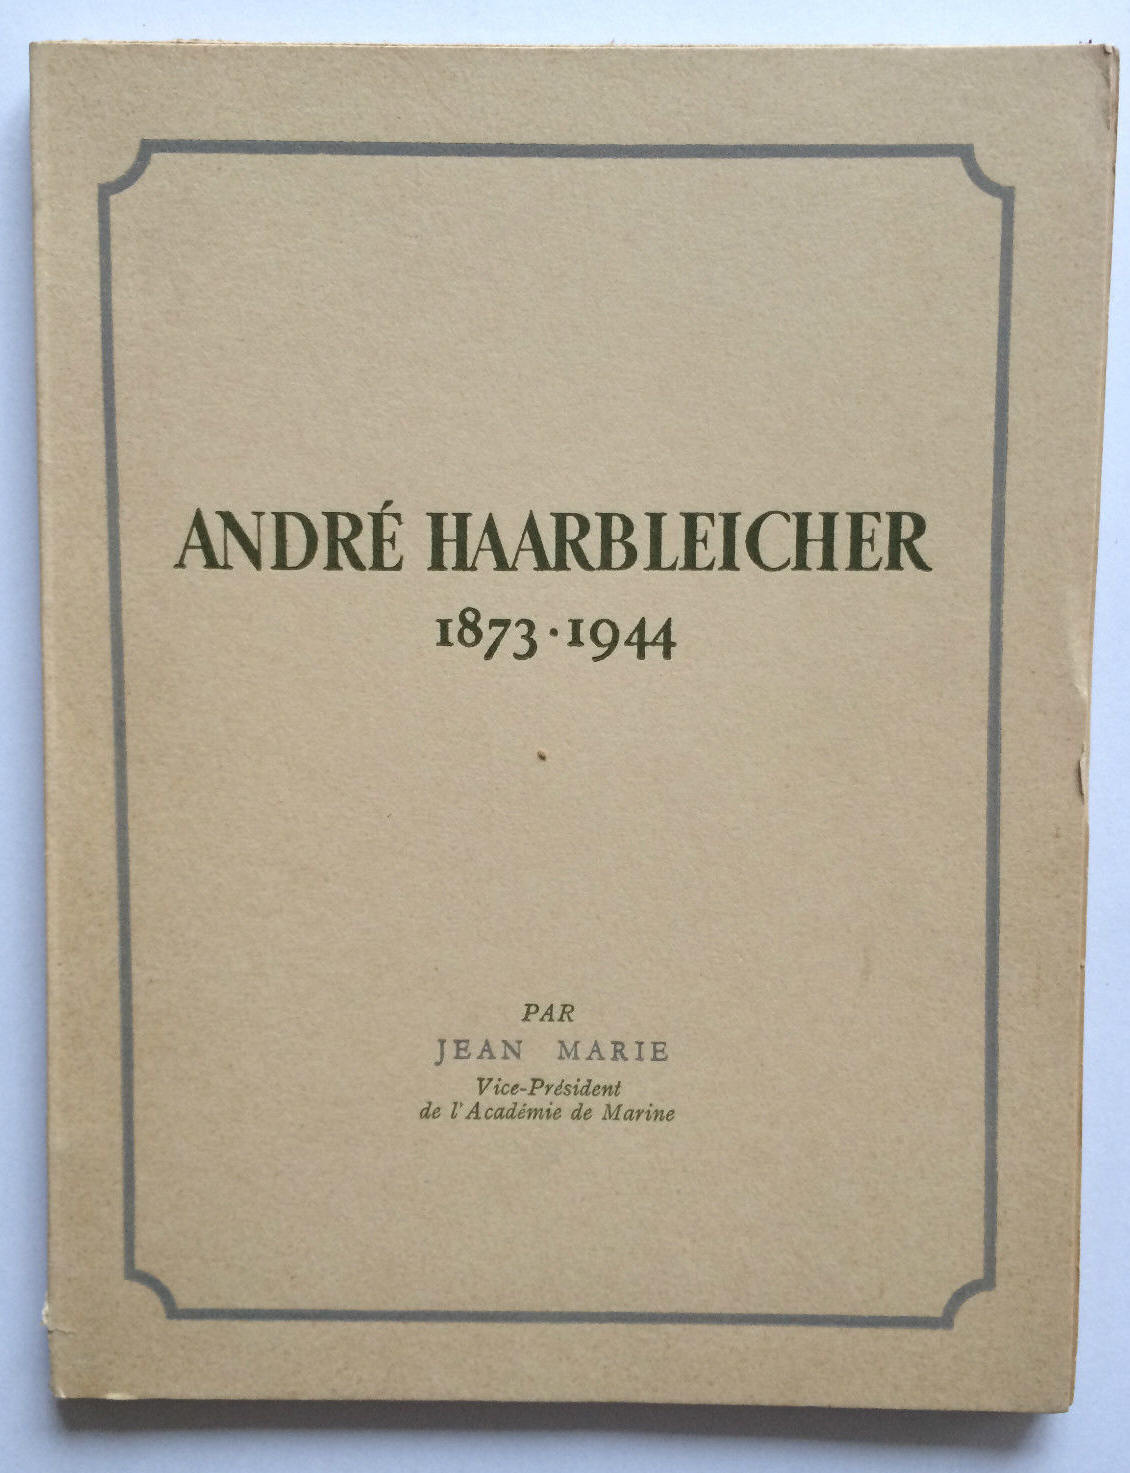 ANDRÉ HAARBLEICHER
1873 · 1944
PAR
JEAN MARIE
Vice-Président
de l'Académie de Marine